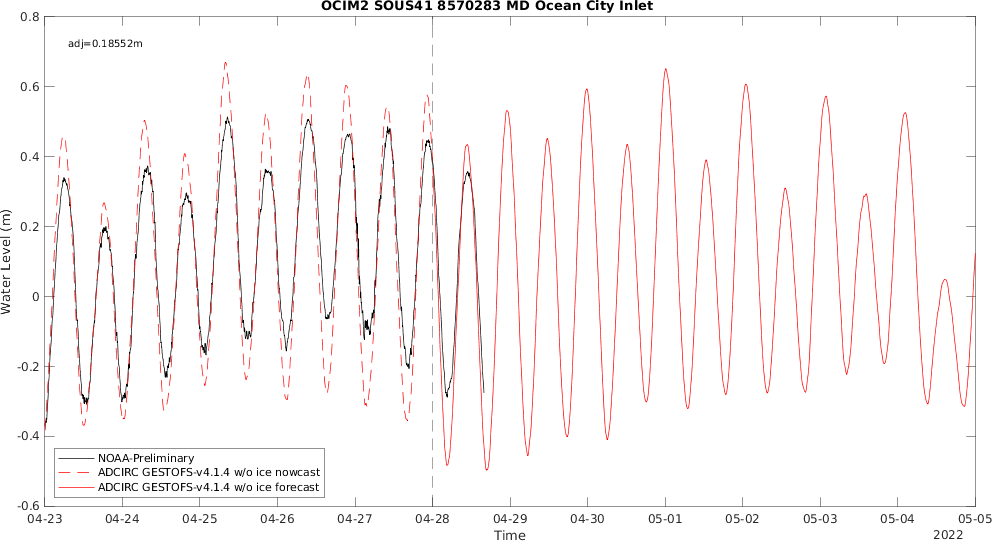 OCIM2 SOUS41 8570283 MD Ocean City Inlet
adj=0.18552m
Water Level (m)
0.8
0.6
0.4
0.2
0
-0.2
-0.4
-0.6
NOAA-Preliminary
ADCIRC GESTOFS-v4.1.4 w/o ice nowcast
ADCIRC GESTOFS-v4.1.4 w/o ice forecast
04-23 04-24 04-25 04-26 04-27 04-28 04-29 04-30 05-01 05-02 05-03 05-04 05-05
Time
2022